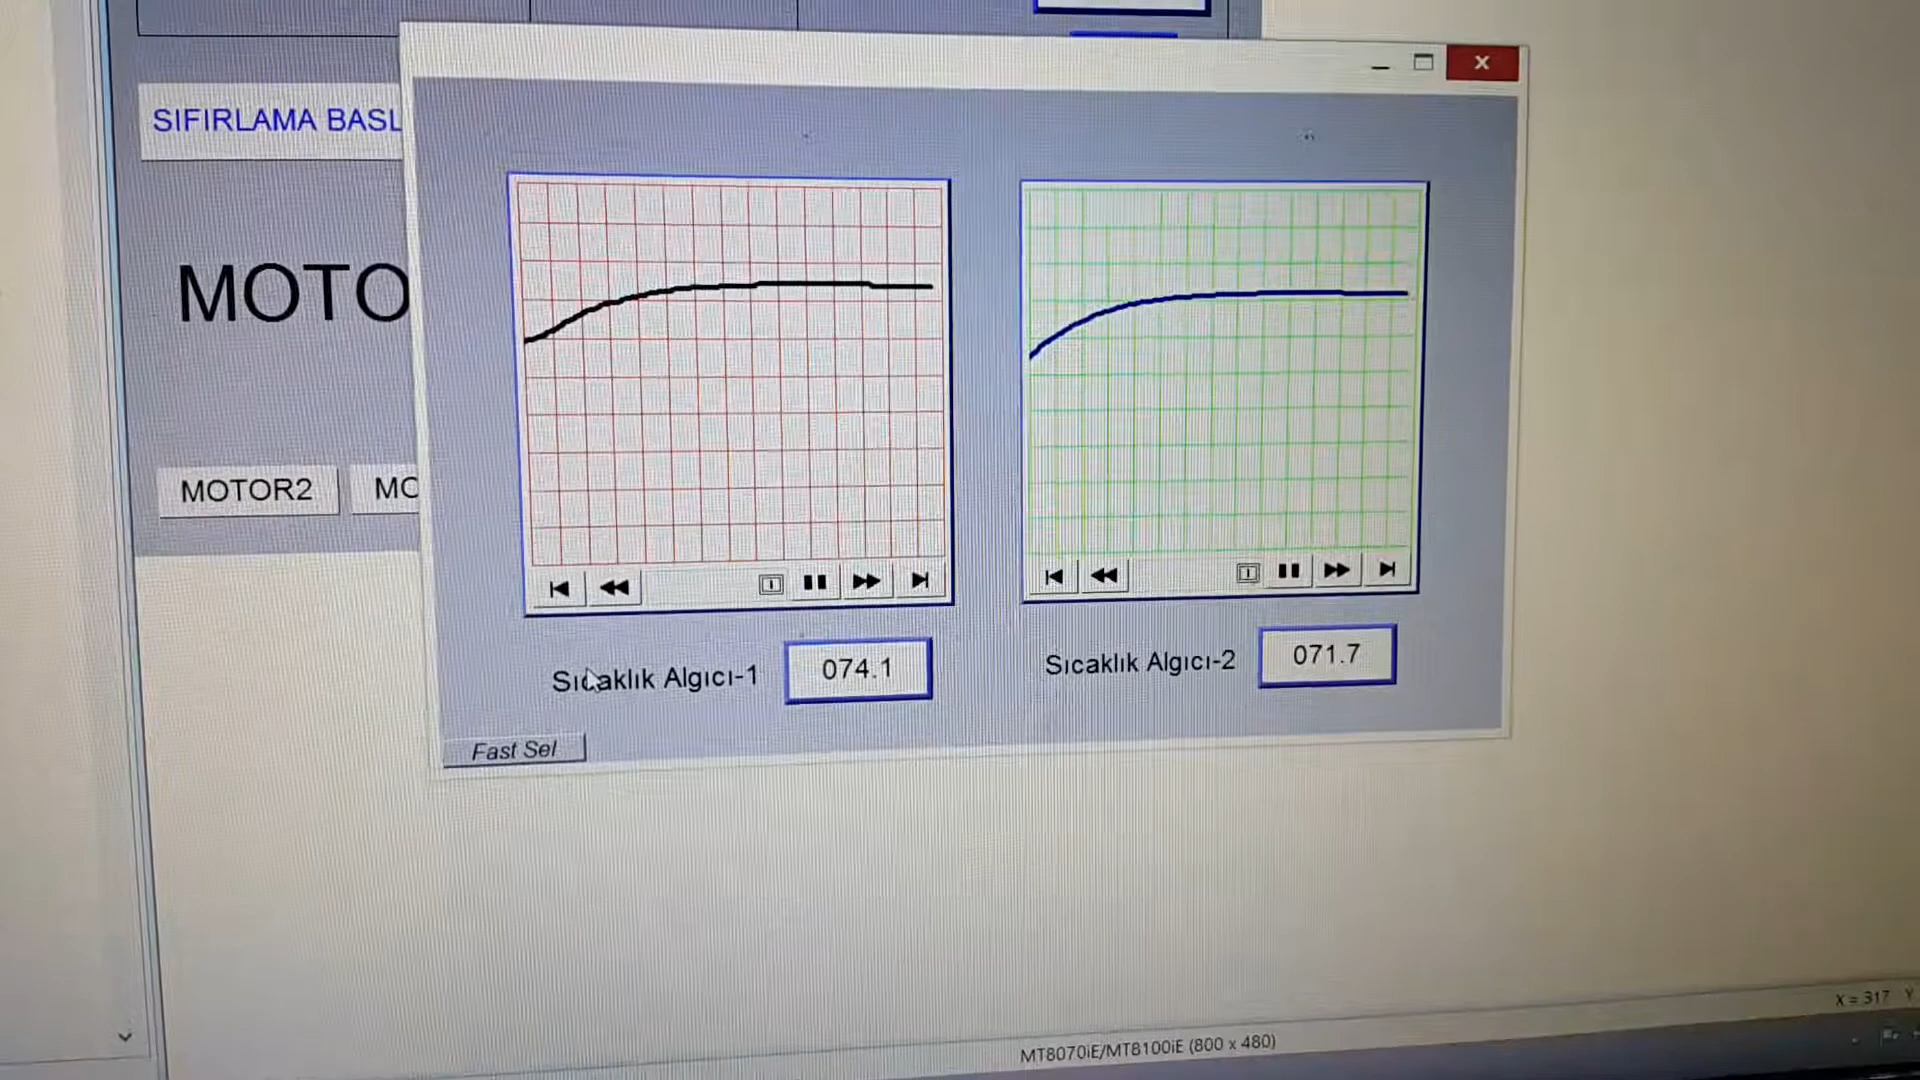 SIFIRLAMA BASL
MOTO
MOTOR2
MO
Sıcaklık Algıcı-1
074.1
Sıcaklık Algıcı-2
071.7
Fast Sel
X = 317 Y
MT8070iE/MT8100iE (800 x 480)